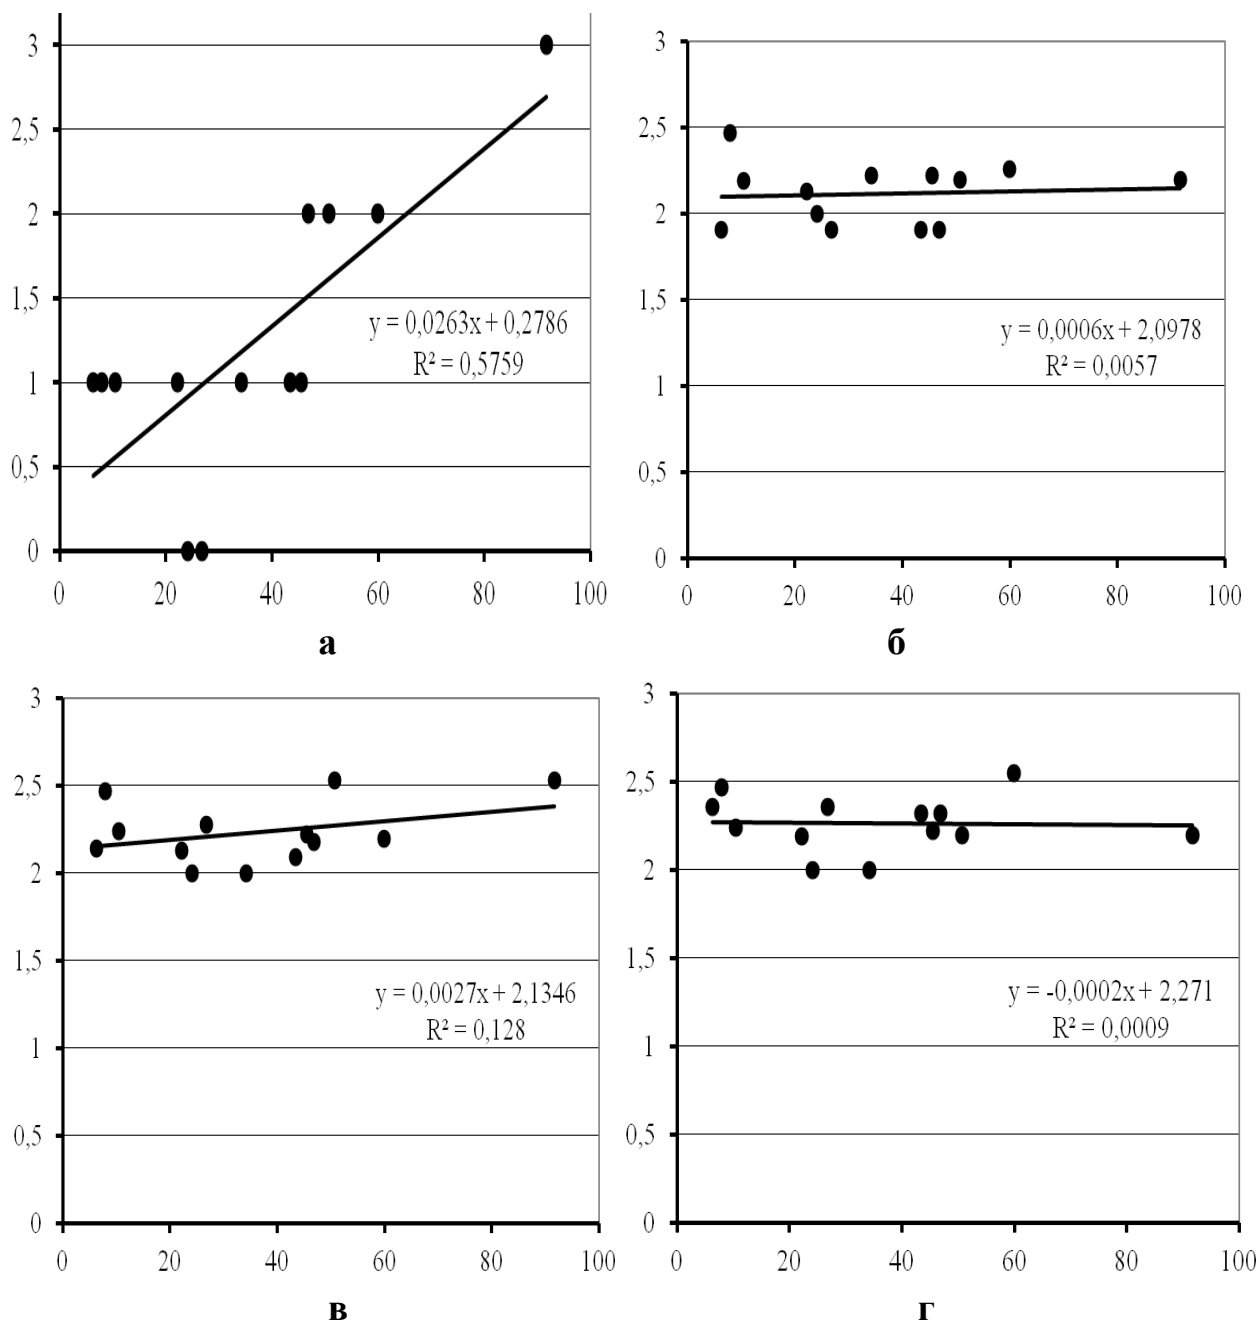 3
2,5
2
1,5
1
0,5
0
y = 0,0263x + 0,2786
R² = 0,5759
0 20 40 60 80 100
а
3
2,5
2
1,5
1
0,5
0
y = 0,0006x + 2,0978
R² = 0,0057
0 20 40 60 80 100
б
3
2,5
2
1,5
1
0,5
0
y = 0,0027x + 2,1346
R² = 0,128
0 20 40 60 80 100
в
3
2,5
2
1,5
1
0,5
0
y = -0,0002x + 2,271
R² = 0,0009
0 20 40 60 80 100
г